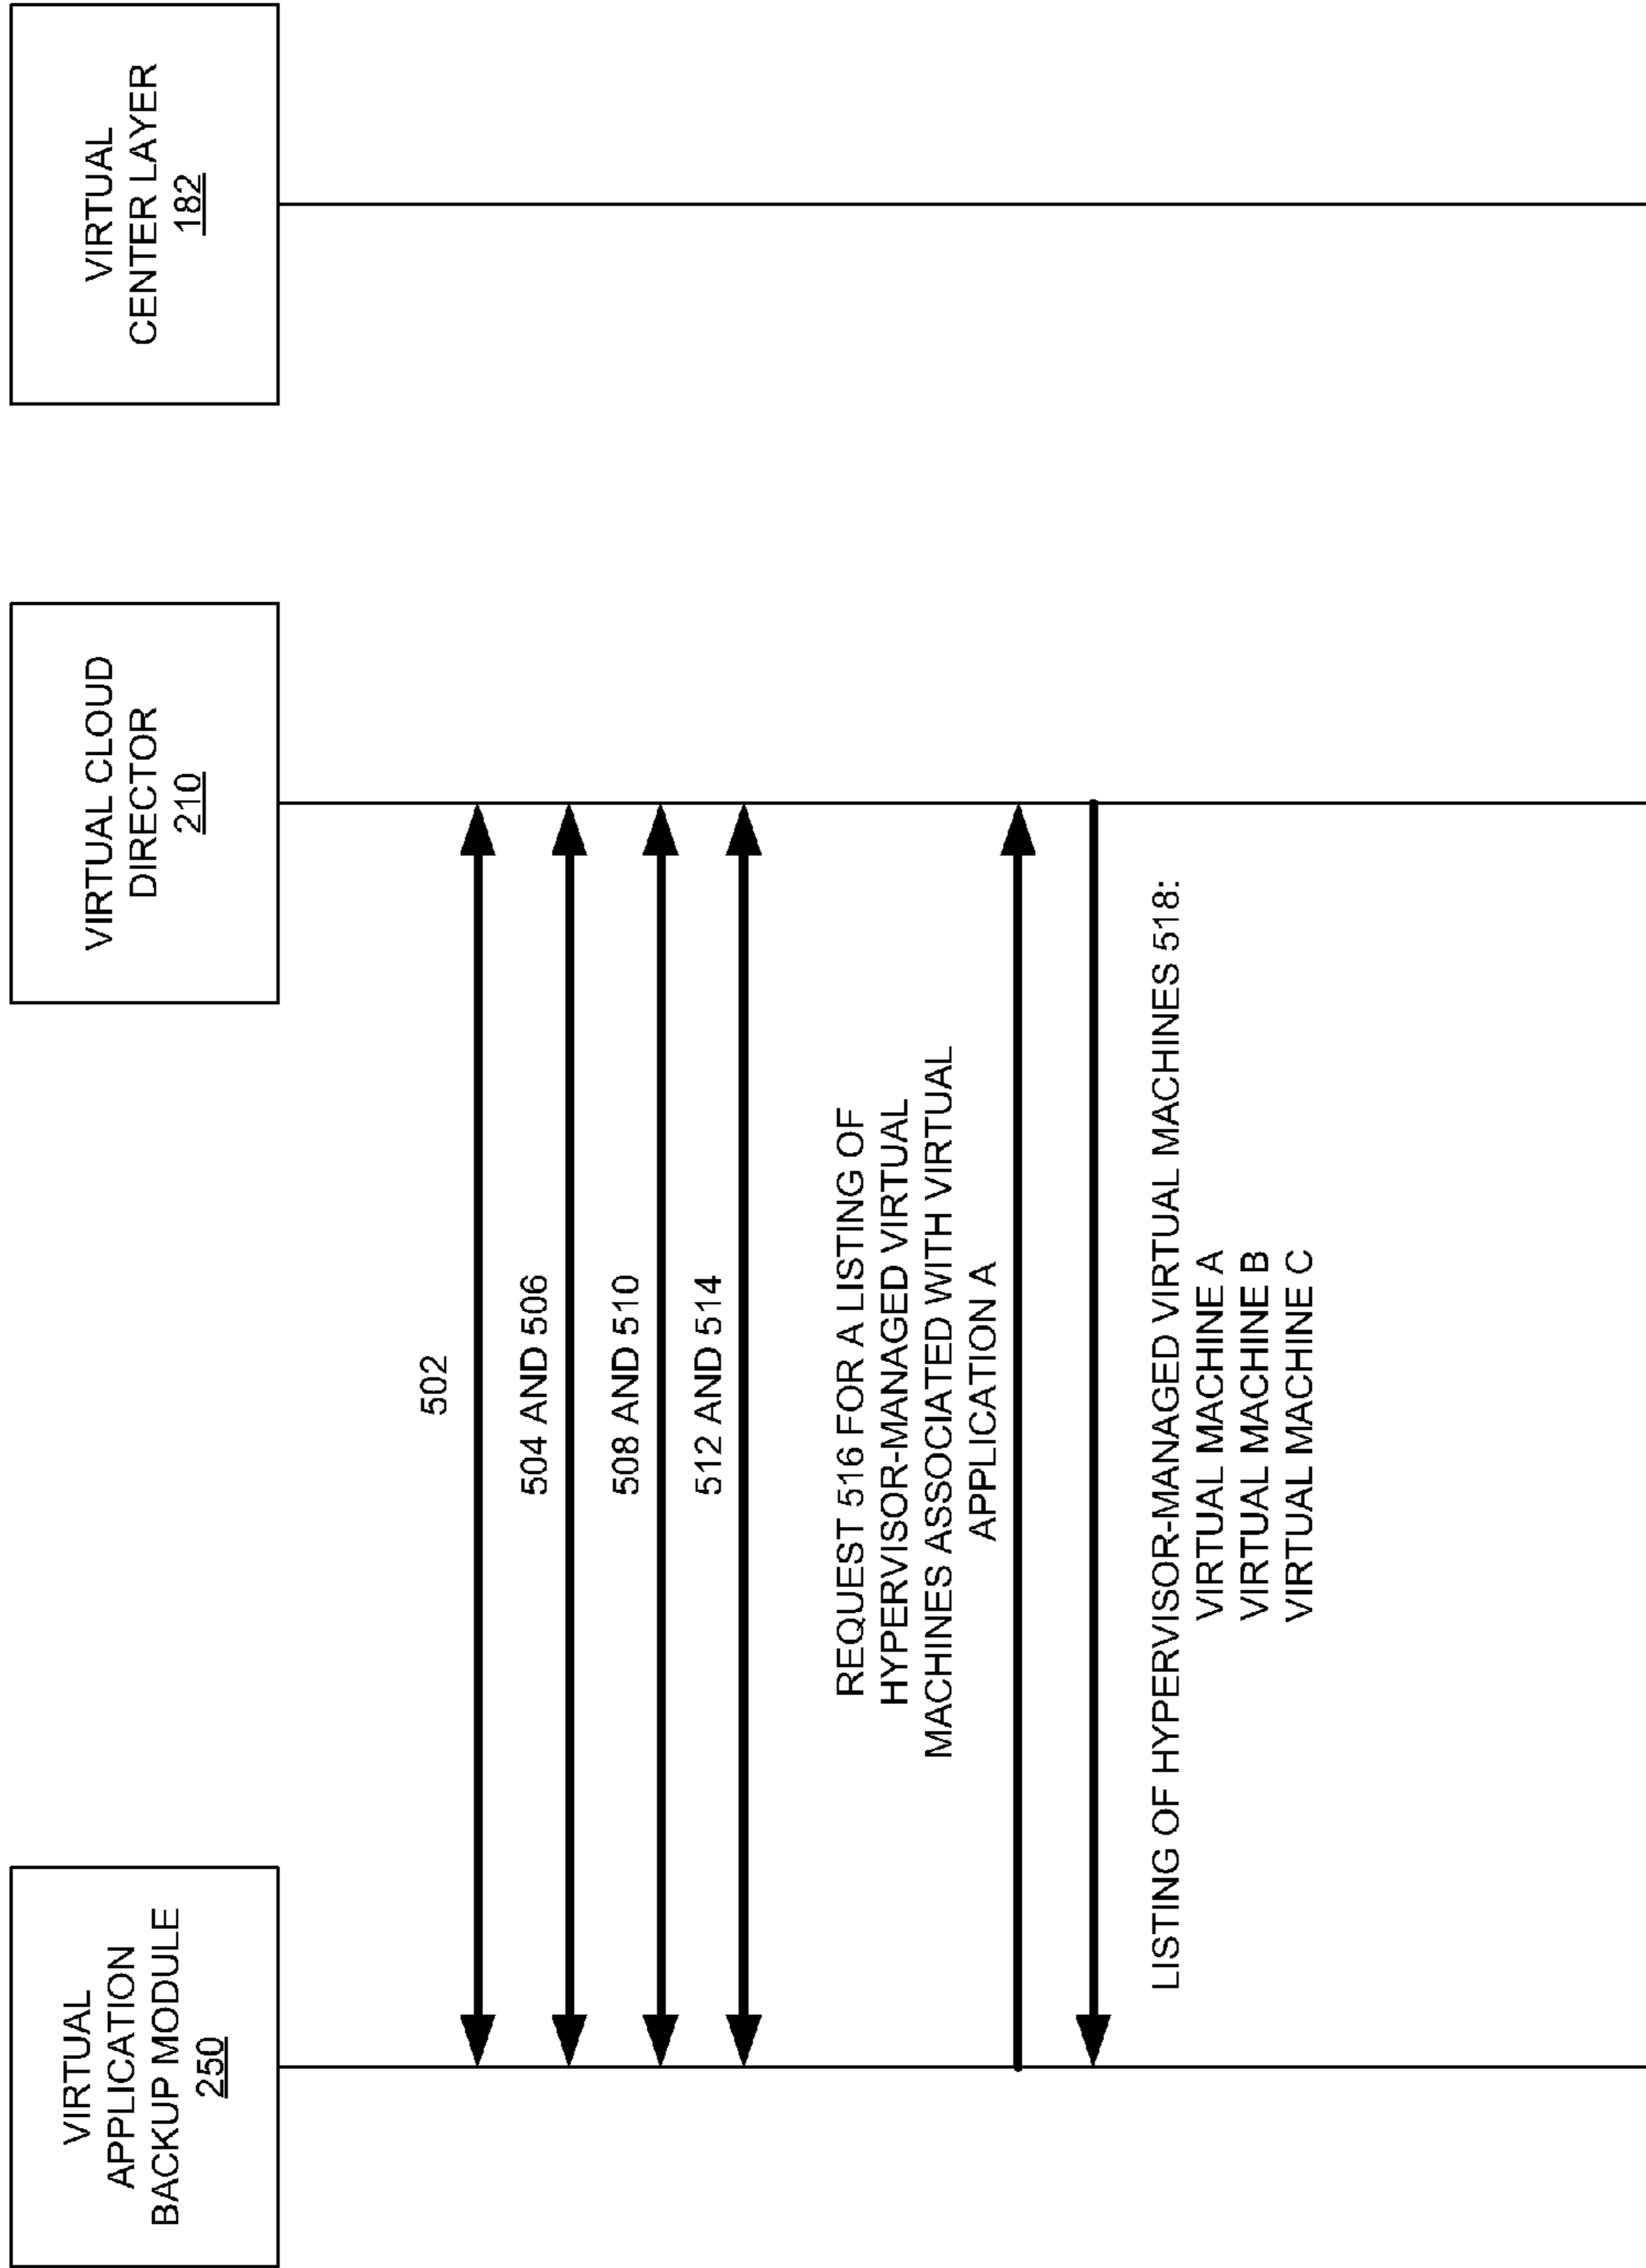 VIRTUAL
APPLICATION
BACKUP MODULE
250
VIRTUAL CLOUD
DIRECTOR
210
VIRTUAL
CENTER LAYER
182
502
504 AND 506
508 AND 510
512 AND 514
REQUEST 516 FOR A LISTING OF
HYPERVISOR-MANAGED VIRTUAL
MACHINES ASSOCIATED WITH VIRTUAL
APPLICATION A
LISTING OF HYPERVISOR-MANAGED VIRTUAL MACHINES 518:
VIRTUAL MACHINE A
VIRTUAL MACHINE B
VIRTUAL MACHINE C